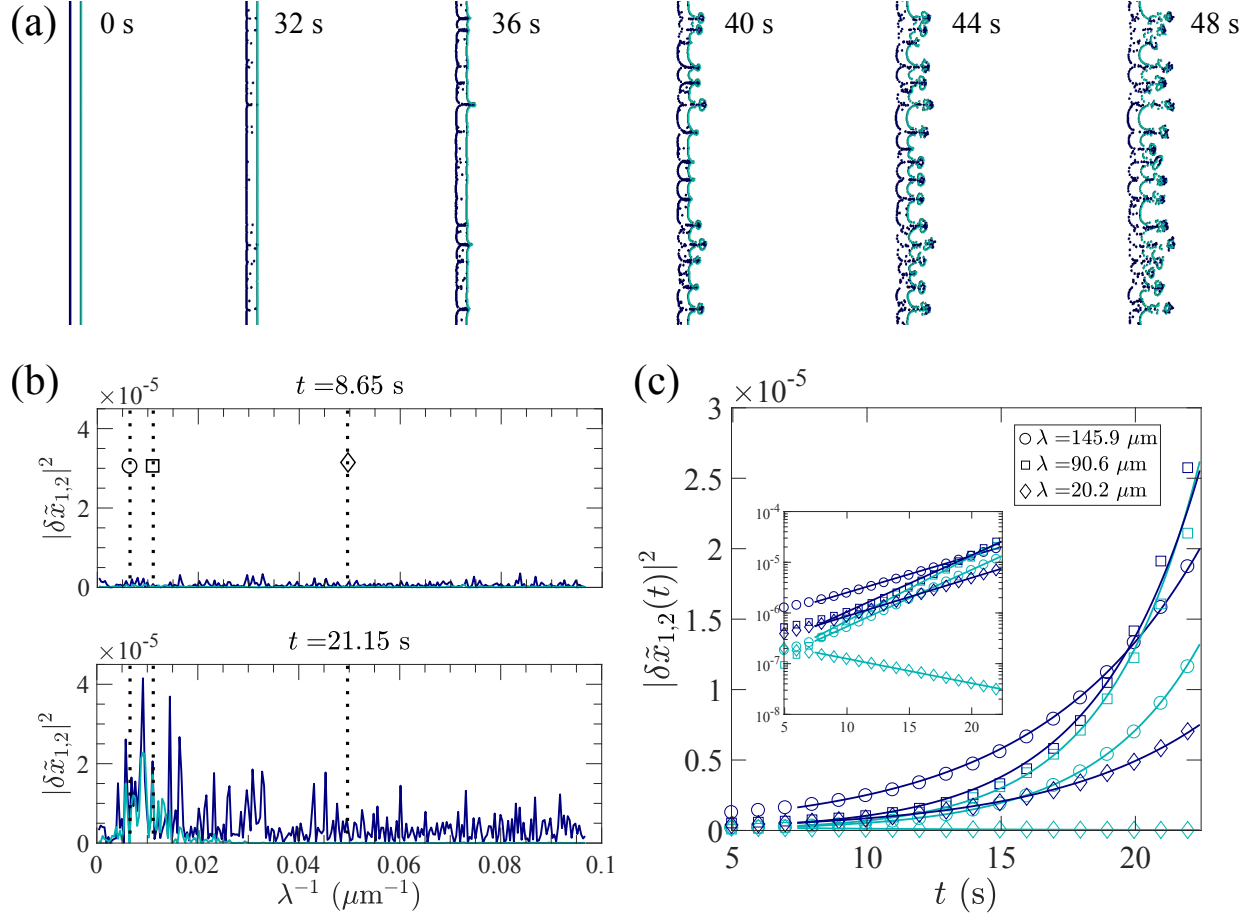 (a) 0 s 32 s 36 s 40 s 44 s 48 s
(b)
×10⁻⁵ t =8.65 s
4
2
0
|δx̃₁,₂|²
×10⁻⁵ t =21.15 s
4
2
0
|δx̃₁,₂|²
0 0.02 0.04 0.06 0.08 0.1
λ⁻¹ (μm⁻¹)
(c)
×10⁻⁵
3
2.5
2
1.5
1
0.5
0
|δx̃₁,₂(t)|²
λ =145.9 μm
λ =90.6 μm
λ =20.2 μm
10⁻⁴
10⁻⁵
10⁻⁶
10⁻⁷
10⁻⁸
5 10 15 20
5 10 15 20
t (s)